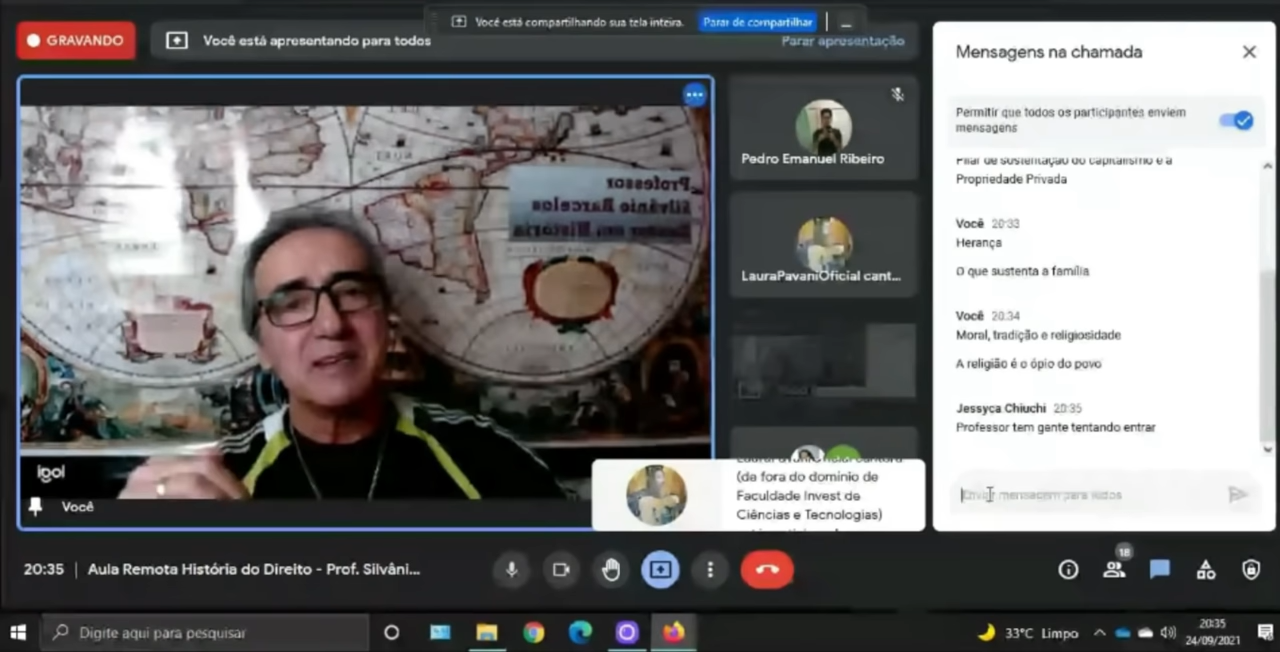 Você está compartilhando sua tela inteira.
Parar de compartilhar
GRAVANDO
Você está apresentando para todos
Parar apresentação
Professor
Silvânio Barcelos
Doutor em História
Igol
Você
Pedro Emanuel Ribeiro
LauraPavaniOficial cant...
(de fora do domínio de
Faculdade Invest de
Ciências e Tecnologias)
Mensagens na chamada
Permitir que todos os participantes enviem
mensagens
Pilar de sustentação do capitalismo é a
Propriedade Privada
Você 20:33
Herança
O que sustenta a família
Você 20:34
Moral, tradição e religiosidade
A religião é o ópio do povo
Jessyca Chiuchi 20:35
Professor tem gente tentando entrar
Enviar mensagem para todos
20:35 | Aula Remota História do Direito - Prof. Silvâni...
18
Digite aqui para pesquisar
33°C Limpo
20:35
24/09/2021